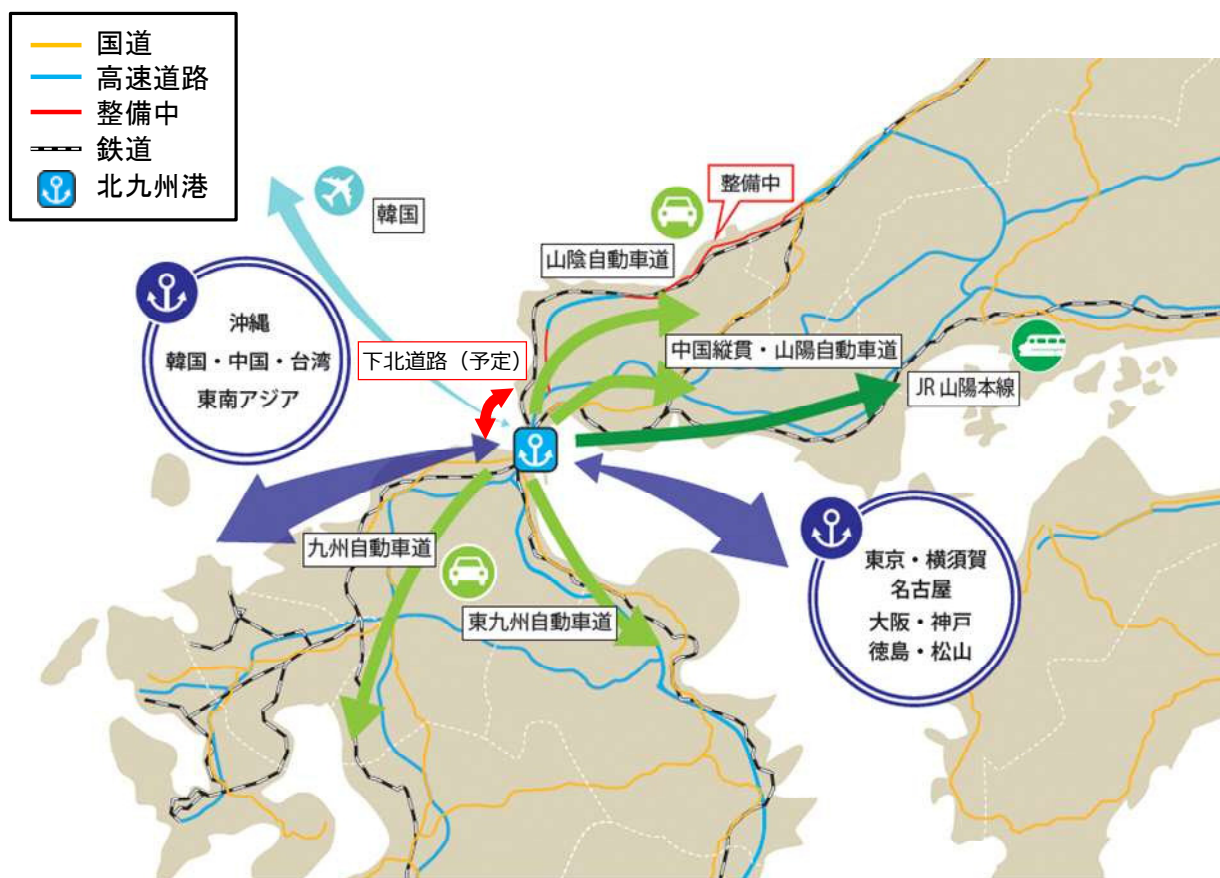 国道
高速道路
整備中
鉄道
北九州港
韓国
整備中
山陰自動車道
沖縄
韓国・中国・台湾
東南アジア
下北道路（予定）
中国縦貫・山陽自動車道
JR山陽本線
九州自動車道
東九州自動車道
東京・横須賀
名古屋
大阪・神戸
徳島・松山